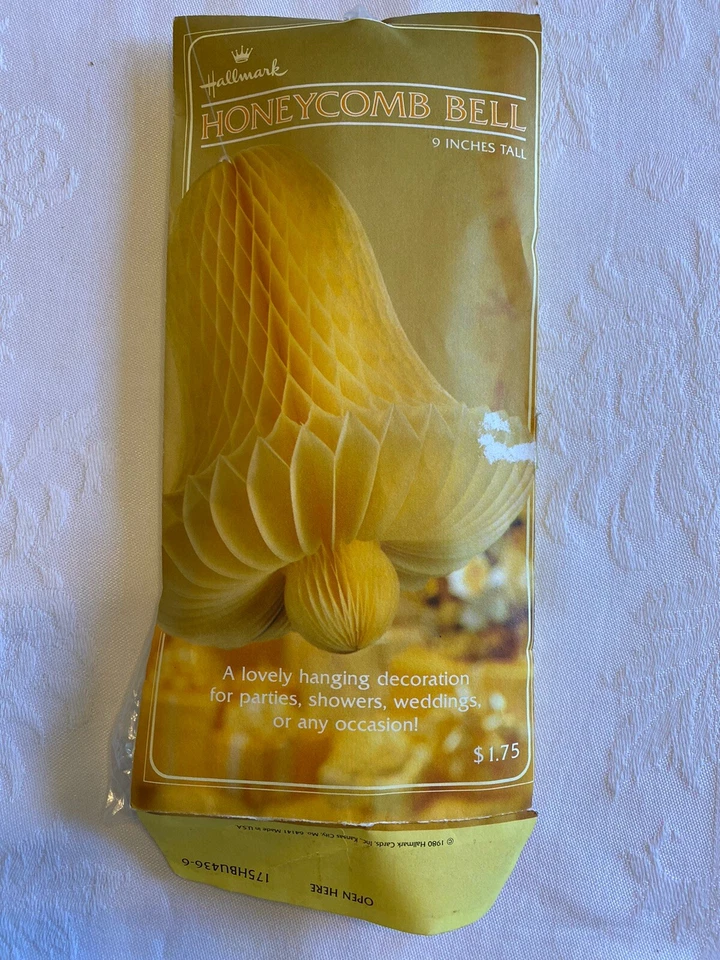 Hallmark
HONEYCOMB BELL
9 INCHES TALL
A lovely hanging decoration
for parties, showers, weddings,
or any occasion!
$1.75
© 1980 Hallmark Cards, Inc. Kansas City, Mo. 64141 Made in U.S.A.
175HBU436-6
OPEN HERE